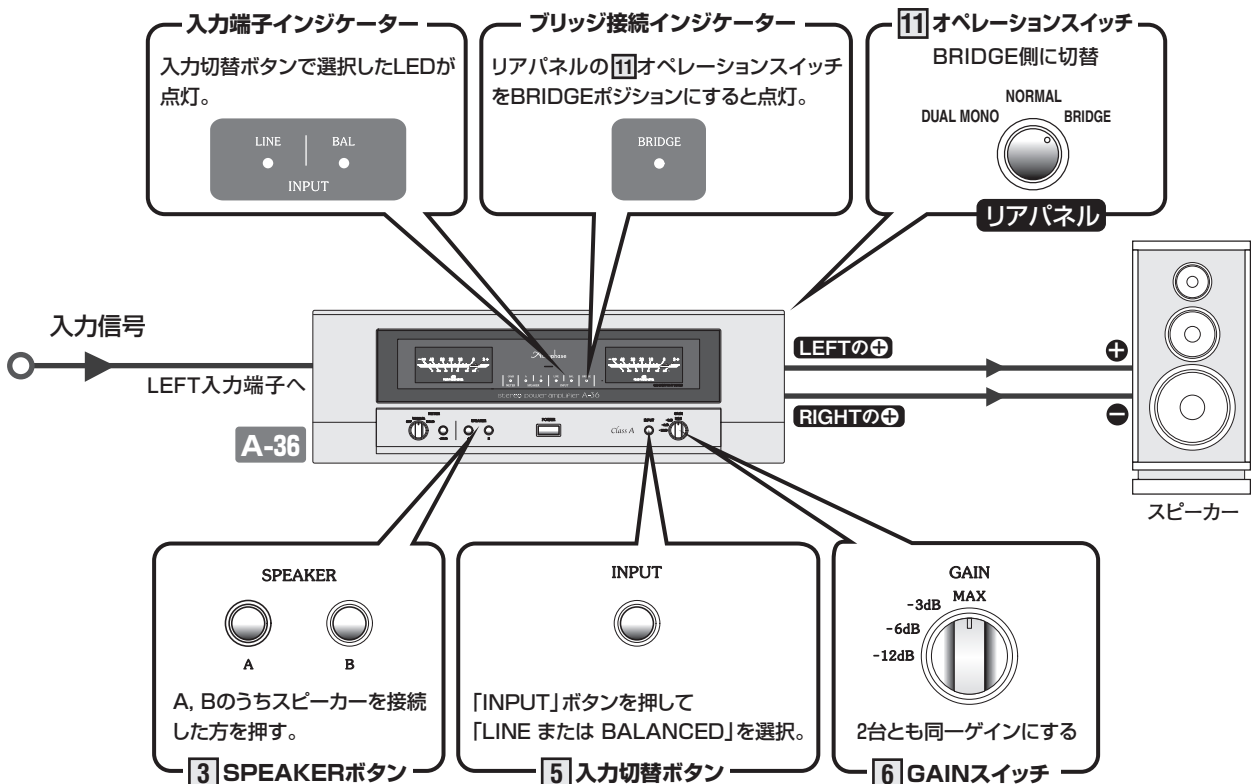 入力端子インジケーター
入力切替ボタンで選択したLEDが
点灯。
LINE BAL
INPUT
ブリッジ接続インジケーター
リアパネルの11オペレーションスイッチ
をBRIDGEポジションにすると点灯。
BRIDGE
11オペレーションスイッチ
BRIDGE側に切替
NORMAL
DUAL MONO BRIDGE
リアパネル
入力信号
LEFT入力端子へ
A-36
Accuphase
stereo power amplifier A-36
POWER
Class A
INPUT
LEFTの⊕
RIGHTの⊕
+
−
スピーカー
SPEAKER
A B
A, Bのうちスピーカーを接続
した方を押す。
3 SPEAKERボタン
INPUT
「INPUT」ボタンを押して
「LINE または BALANCED」を選択。
5 入力切替ボタン
GAIN
MAX
-3dB
-6dB
-12dB
2台とも同一ゲインにする
6 GAINスイッチ